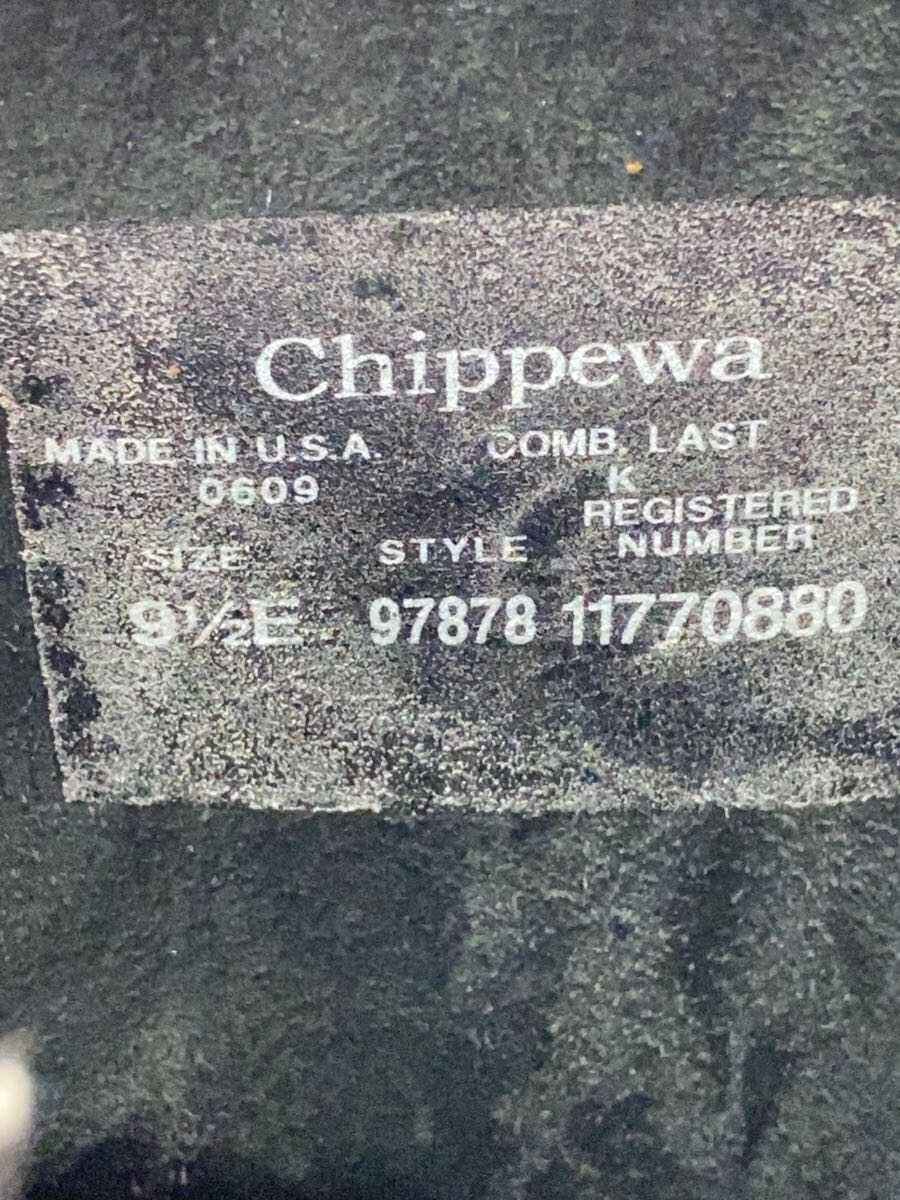 Chippewa
MADE IN U.S.A. COMB. LAST
0609 K
REGISTERED
SIZE STYLE NUMBER
9½E 97878 11770880